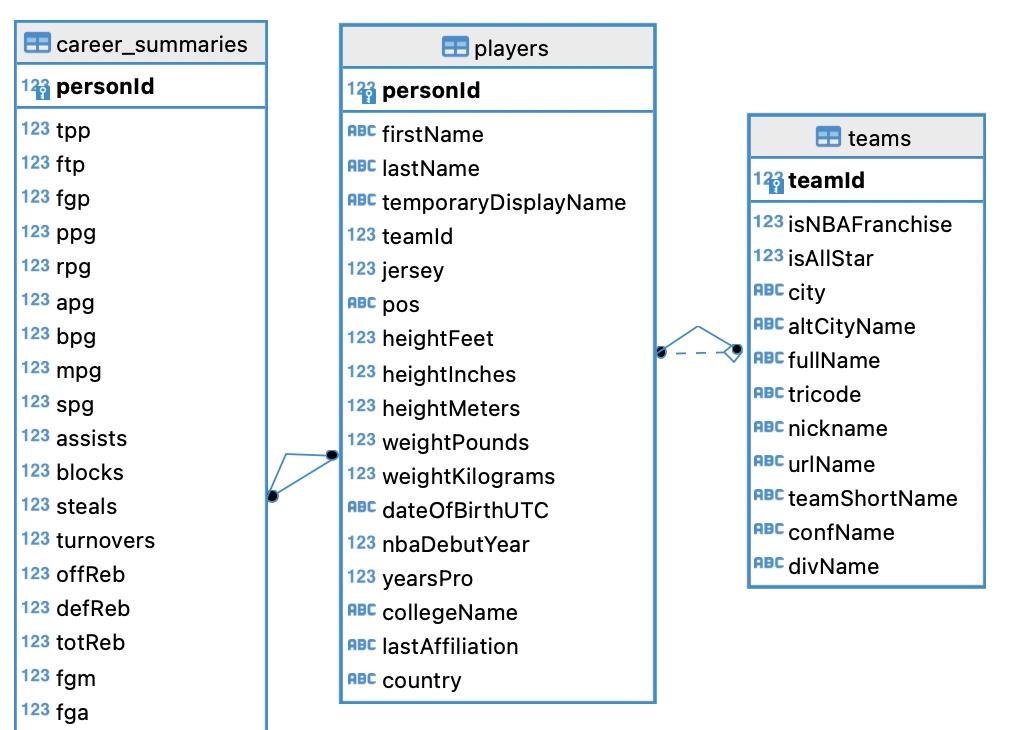 career_summaries
123 personId
123 tpp
123 ftp
123 fgp
123 ppg
123 rpg
123 apg
123 bpg
123 mpg
123 spg
123 assists
123 blocks
123 steals
123 turnovers
123 offReb
123 defReb
123 totReb
123 fgm
123 fga
players
123 personId
ABC firstName
ABC lastName
ABC temporaryDisplayName
123 teamId
123 jersey
ABC pos
123 heightFeet
123 heightInches
123 heightMeters
123 weightPounds
123 weightKilograms
ABC dateOfBirthUTC
123 nbaDebutYear
123 yearsPro
ABC collegeName
ABC lastAffiliation
ABC country
teams
123 teamId
123 isNBAFranchise
123 isAllStar
ABC city
ABC altCityName
ABC fullName
ABC tricode
ABC nickname
ABC urlName
ABC teamShortName
ABC confName
ABC divName